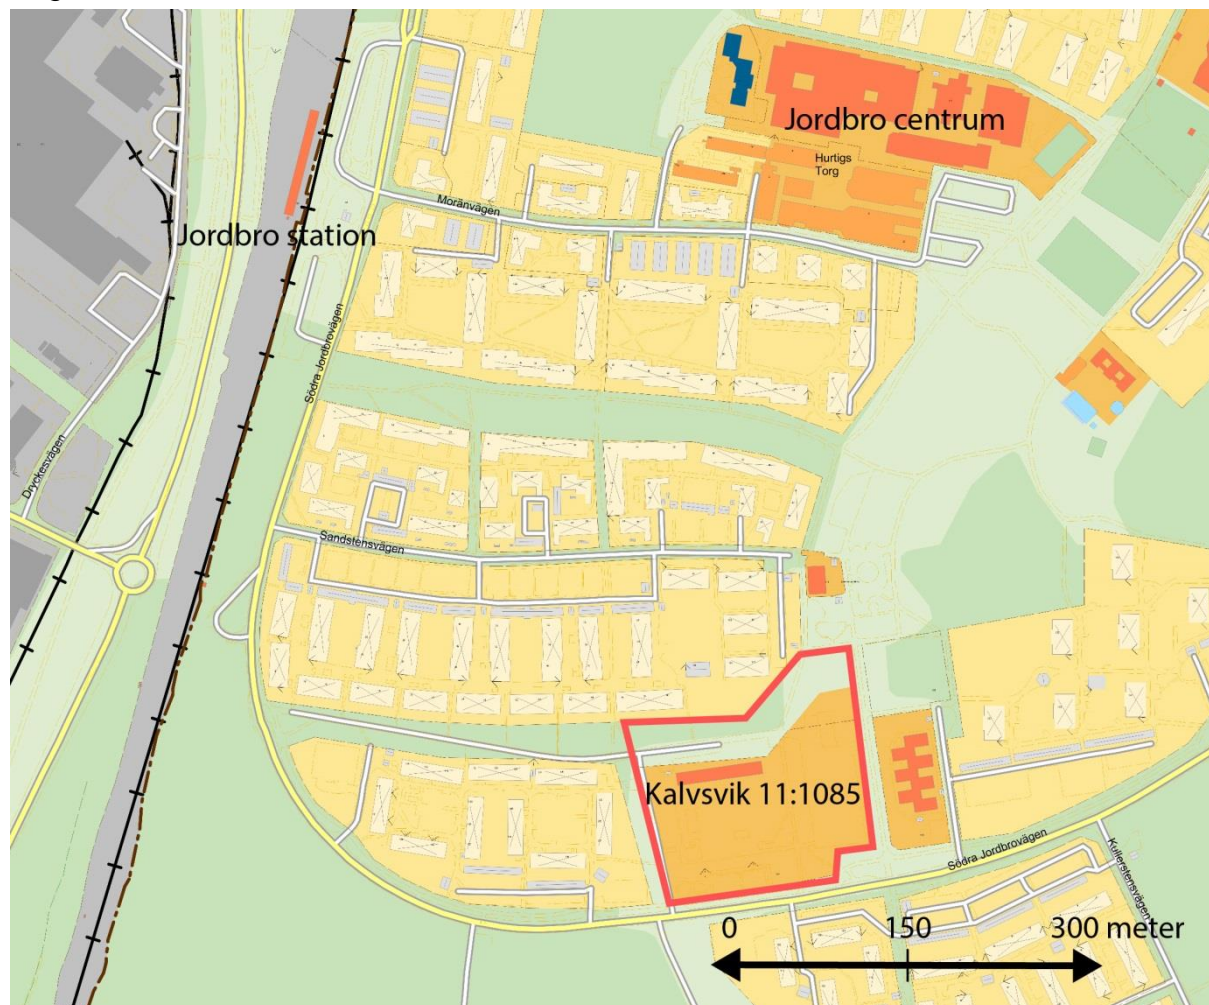 Jordbro centrum
Hurtigs
Torg
Moränvägen
Jordbro station
Södra Jordbrovägen
Dryckesvägen
Sandstensvägen
Kalvsvik 11:1085
Södra Jordbrovägen
Kullerstensvägen
0 150 300 meter